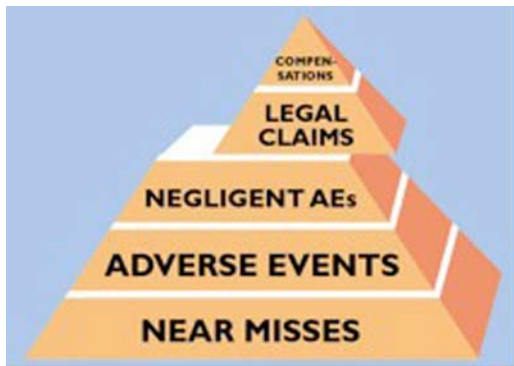 COMPEN-
SATIONS
LEGAL
CLAIMS
NEGLIGENT AEs
ADVERSE EVENTS
NEAR MISSES